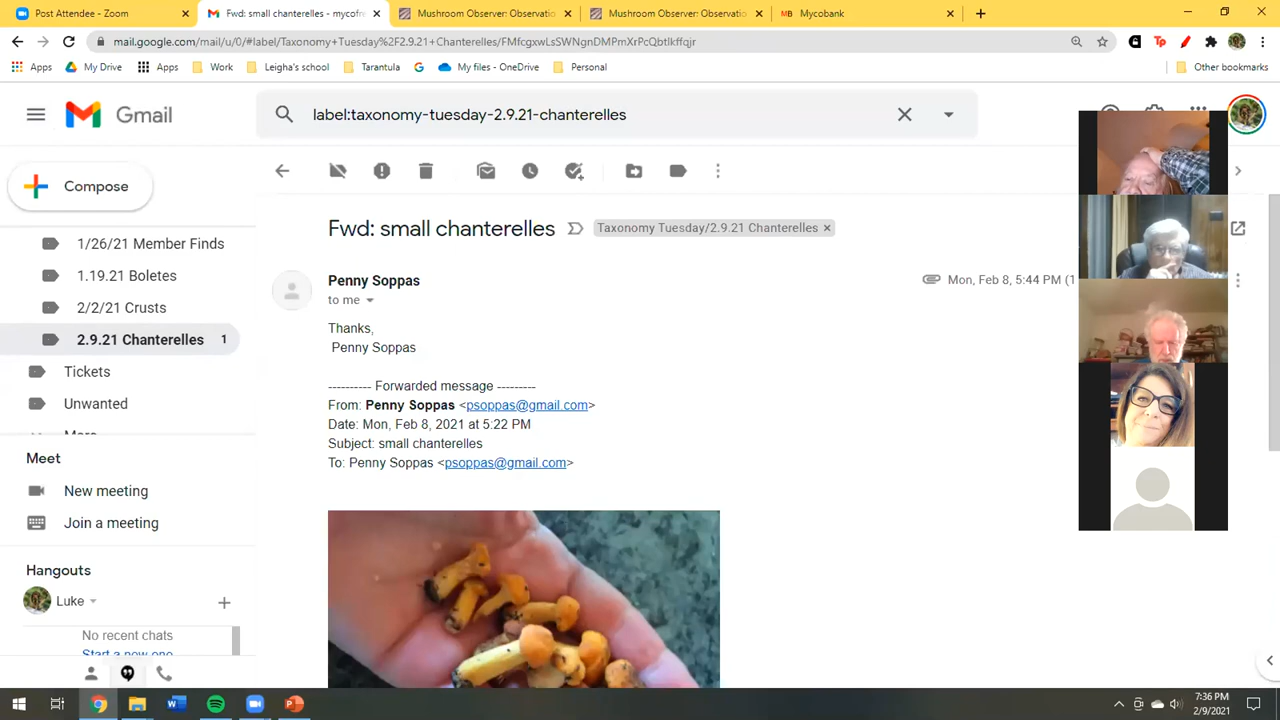 Post Attendee - Zoom
Fwd: small chanterelles - mycofr
Mushroom Observer: Observatio
Mushroom Observer: Observatio
MB Mycobank
mail.google.com/mail/u/0/#label/Taxonomy+Tuesday%2F2.9.21+Chanterelles/FMfcgxwLsSWNgnDMPmXrPcQbtlkffqjr
Apps My Drive Apps Work Leigha's school Tarantula My files - OneDrive Personal Other bookmarks
Gmail
label:taxonomy-tuesday-2.9.21-chanterelles
Compose
1/26/21 Member Finds
1.19.21 Boletes
2/2/21 Crusts
2.9.21 Chanterelles 1
Tickets
Unwanted
More
Meet
New meeting
Join a meeting
Hangouts
Luke
No recent chats
Start a new one
Fwd: small chanterelles
Taxonomy Tuesday/2.9.21 Chanterelles ×
Penny Soppas
Mon, Feb 8, 5:44 PM (1
to me
Thanks,
Penny Soppas
---------- Forwarded message ---------
From: Penny Soppas <psoppas@gmail.com>
Date: Mon, Feb 8, 2021 at 5:22 PM
Subject: small chanterelles
To: Penny Soppas <psoppas@gmail.com>
7:36 PM
2/9/2021